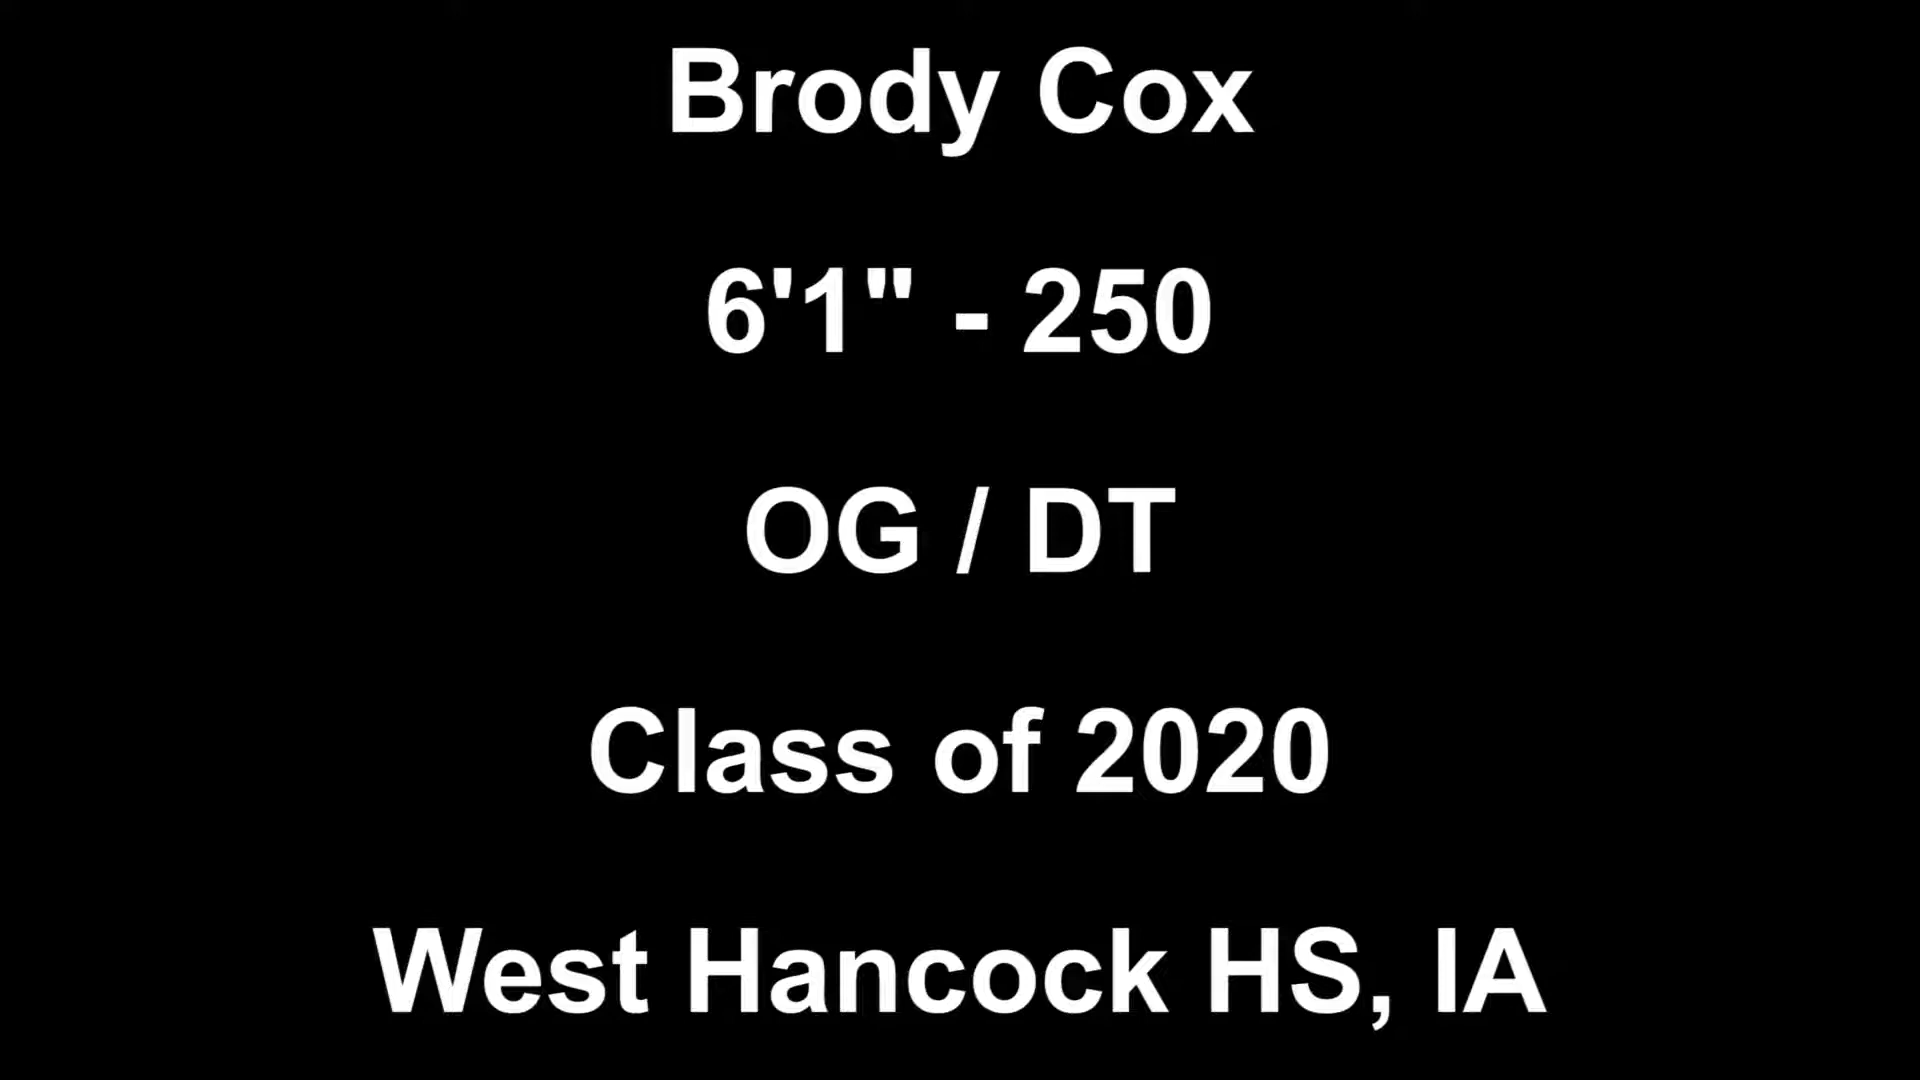 Brody Cox
6'1" - 250
OG / DT
Class of 2020
West Hancock HS, IA